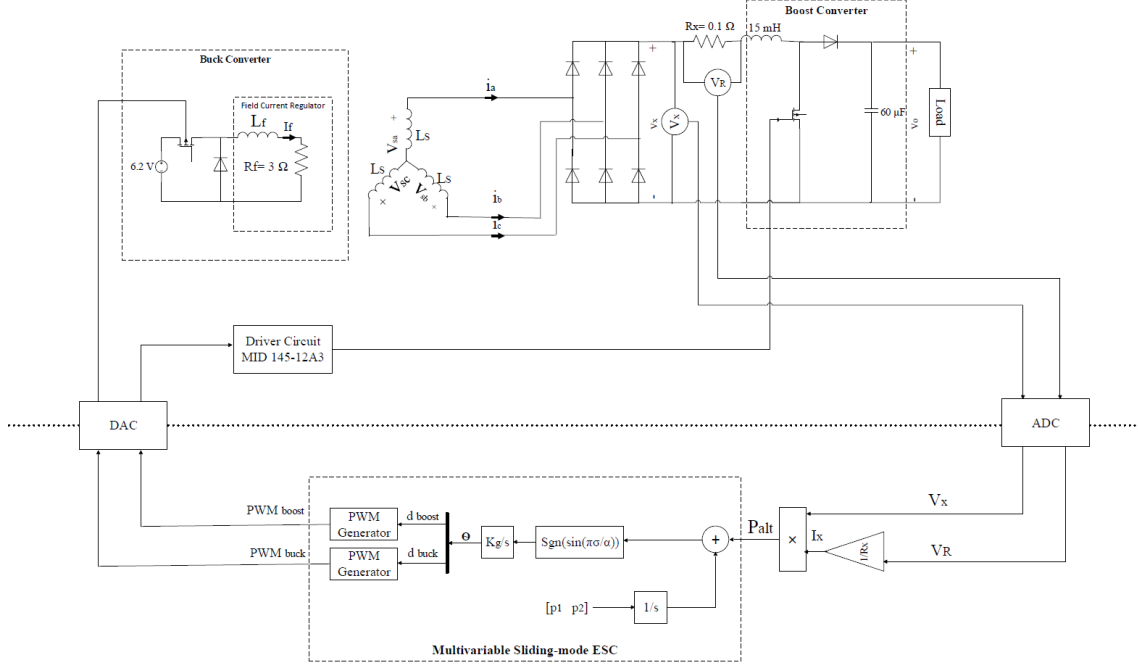 Boost Converter
Rx= 0.1 Ω
15 mH
Buck Converter
Field Current Regulator
Lf
If
6.2 V
Rf= 3 Ω
ia
+
Vsa
Ls
Ls
Ls
Vsc
×
×
ib
ic
+
VR
Vx
Vx
-
+
60 µF
Vo
Load
-
Driver Circuit
MID 145-12A3
DAC
ADC
PWM boost
PWM
Generator
d boost
PWM buck
PWM
Generator
d buck
Θ
Kg/s
Sgn(sin(πσ/α))
+
Palt
×
Ix
1/Rx
Vx
VR
[p1 p2]
1/s
Multivariable Sliding-mode ESC